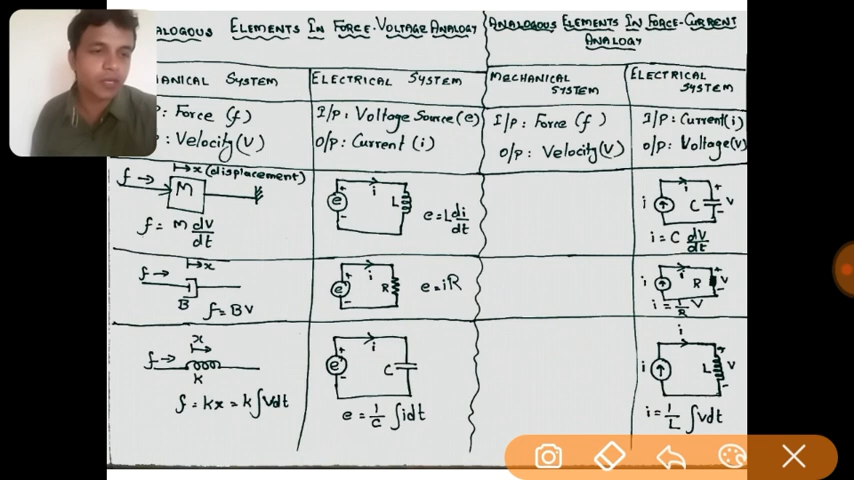 ALOGOUS ELEMENTS IN FORCE-VOLTAGE ANALOGY
ANALOGOUS ELEMENTS IN FORCE-CURRENT
ANALOGY
HANICAL SYSTEM
ELECTRICAL SYSTEM
MECHANICAL
SYSTEM
ELECTRICAL
SYSTEM
P: Force (f)
P: Velocity (V)
I/P: Voltage Source (e)
O/P: Current (i)
I/P: Force (f)
O/P: Velocity (V)
I/P: Current (i)
O/P: Voltage (V)
f → M → x (displacement)
f = M dV/dt
e + - i L
e = L di/dt
i C + - V
i = C dV/dt
f → → x
B
f = BV
e + - i R
e = iR
i R + - V
i = 1/R V
x
f → K
f = Kx = K ∫Vdt
e + - i C
e = 1/C ∫idt
i i L + - V
i = 1/L ∫Vdt